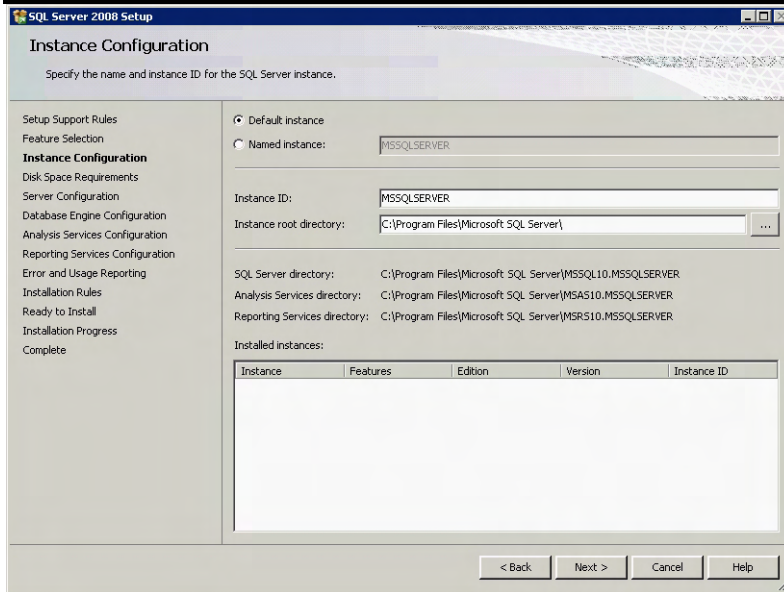 SQL Server 2008 Setup
Instance Configuration
Specify the name and instance ID for the SQL Server instance.
Setup Support Rules
Feature Selection
Instance Configuration
Disk Space Requirements
Server Configuration
Database Engine Configuration
Analysis Services Configuration
Reporting Services Configuration
Error and Usage Reporting
Installation Rules
Ready to Install
Installation Progress
Complete
Default instance
Named instance: MSSQLSERVER
Instance ID: MSSQLSERVER
Instance root directory: C:\Program Files\Microsoft SQL Server\ ...
SQL Server directory: C:\Program Files\Microsoft SQL Server\MSSQL10.MSSQLSERVER
Analysis Services directory: C:\Program Files\Microsoft SQL Server\MSAS10.MSSQLSERVER
Reporting Services directory: C:\Program Files\Microsoft SQL Server\MSRS10.MSSQLSERVER
Installed instances:
Instance Features Edition Version Instance ID
< Back Next > Cancel Help